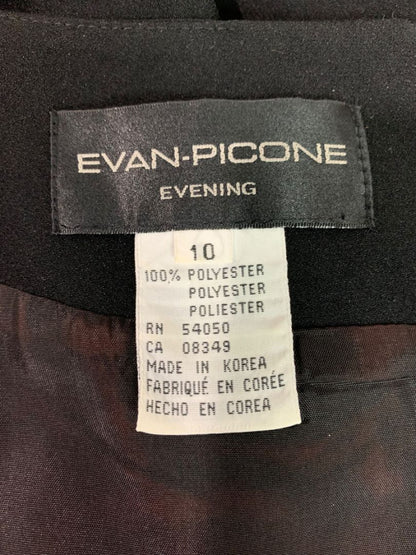 EVAN-PICONE
EVENING
10
100% POLYESTER
POLYESTER
POLIESTER
RN 54050
CA 08349
MADE IN KOREA
FABRIQUÉ EN CORÉE
HECHO EN COREA